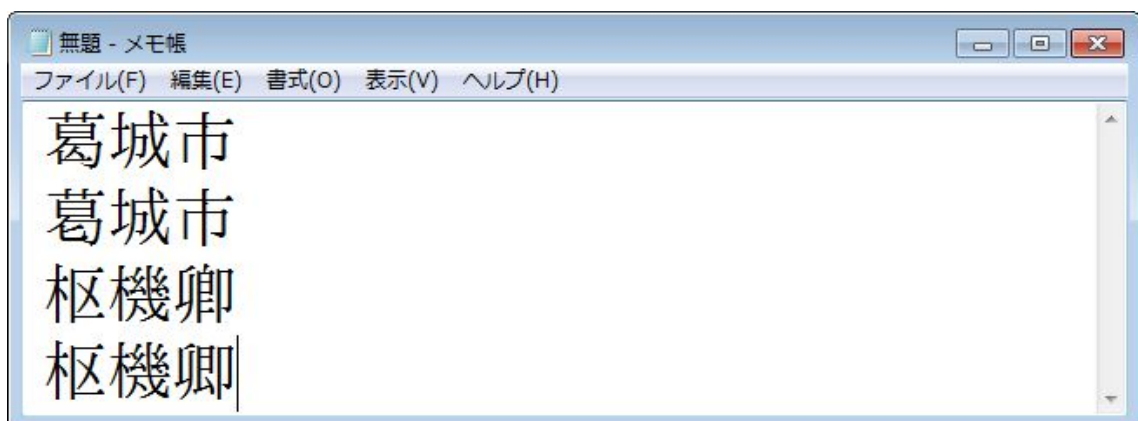 無題 - メモ帳
ファイル(F) 編集(E) 書式(O) 表示(V) ヘルプ(H)
葛城市
葛󠄀城市
枢機卿
枢機卿󠄁